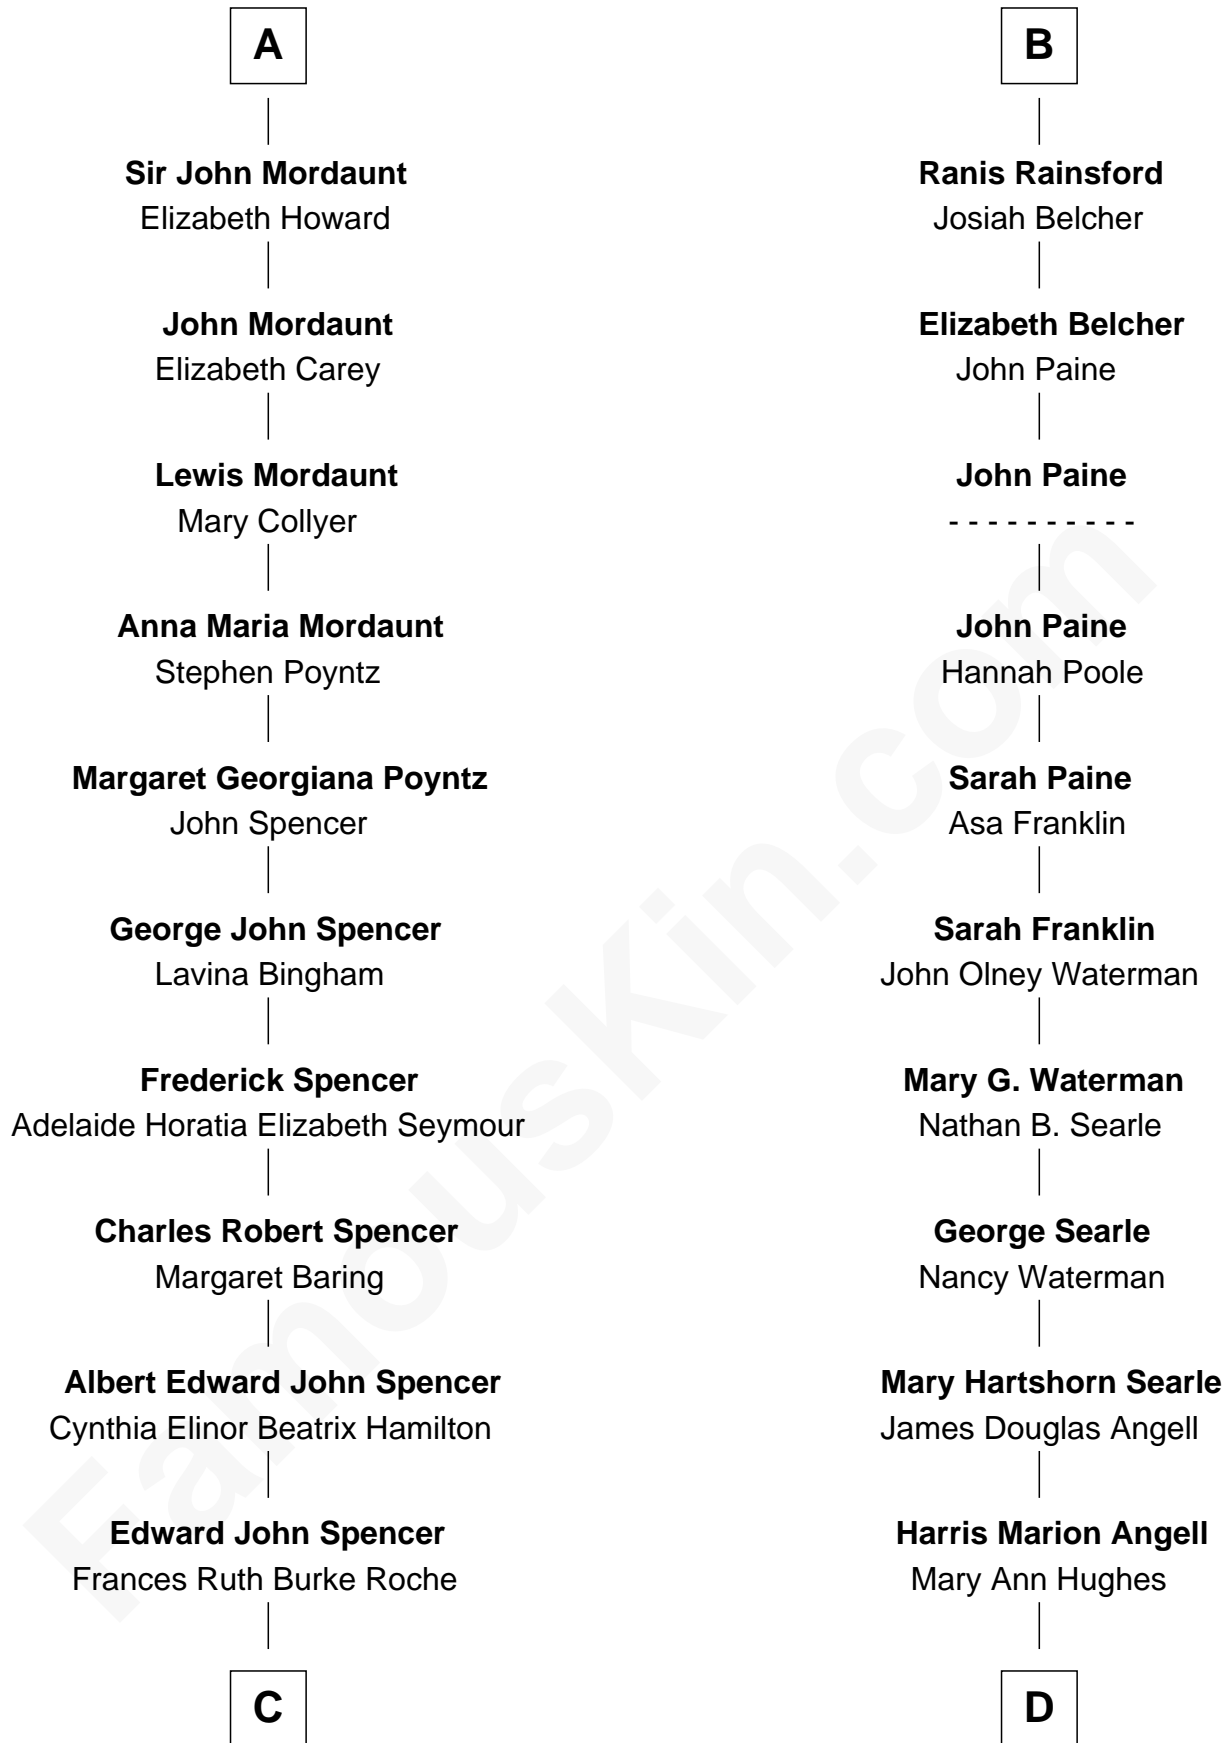 A
Sir John Mordaunt
Elizabeth Howard
John Mordaunt
Elizabeth Carey
Lewis Mordaunt
Mary Collyer
Anna Maria Mordaunt
Stephen Poyntz
Margaret Georgiana Poyntz
John Spencer
George John Spencer
Lavina Bingham
Frederick Spencer
Adelaide Horatia Elizabeth Seymour
Charles Robert Spencer
Margaret Baring
Albert Edward John Spencer
Cynthia Elinor Beatrix Hamilton
Edward John Spencer
Frances Ruth Burke Roche
C
B
Ranis Rainsford
Josiah Belcher
Elizabeth Belcher
John Paine
John Paine
- - - - - - - - - -
John Paine
Hannah Poole
Sarah Paine
Asa Franklin
Sarah Franklin
John Olney Waterman
Mary G. Waterman
Nathan B. Searle
George Searle
Nancy Waterman
Mary Hartshorn Searle
James Douglas Angell
Harris Marion Angell
Mary Ann Hughes
D
FamousKin.com